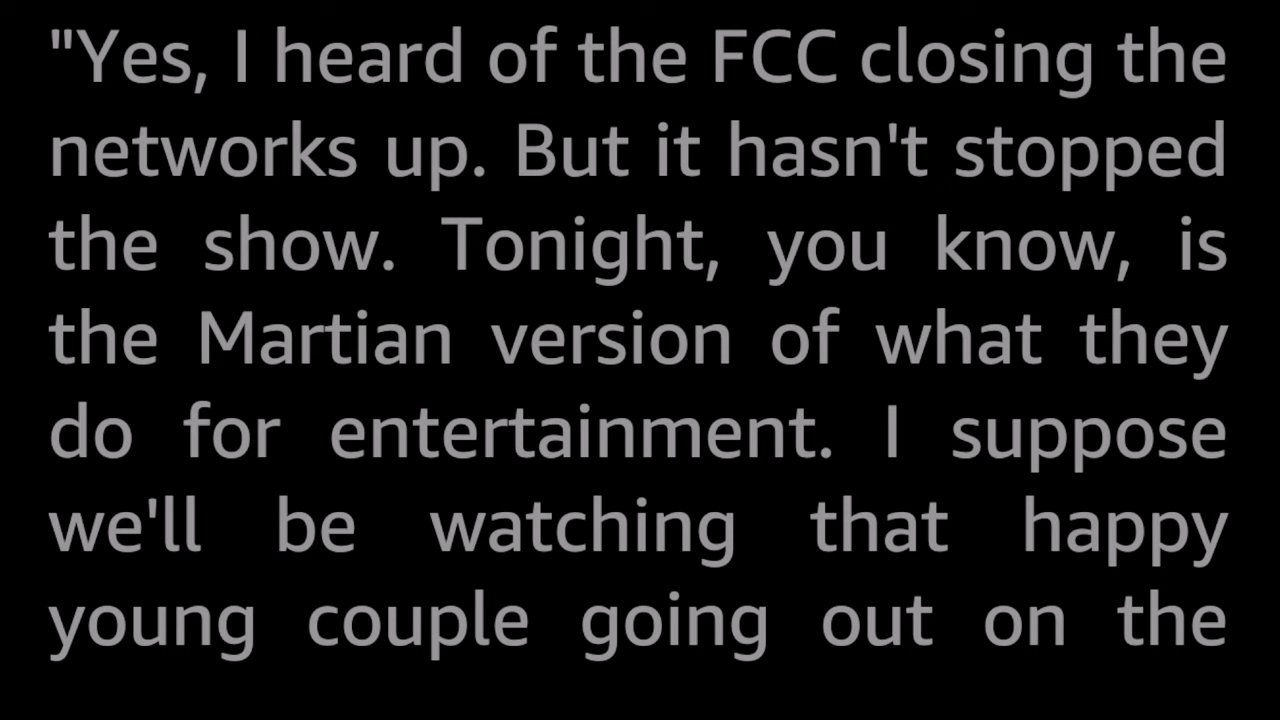 "Yes, I heard of the FCC closing the
networks up. But it hasn't stopped
the show. Tonight, you know, is
the Martian version of what they
do for entertainment. I suppose
we'll be watching that happy
young couple going out on the